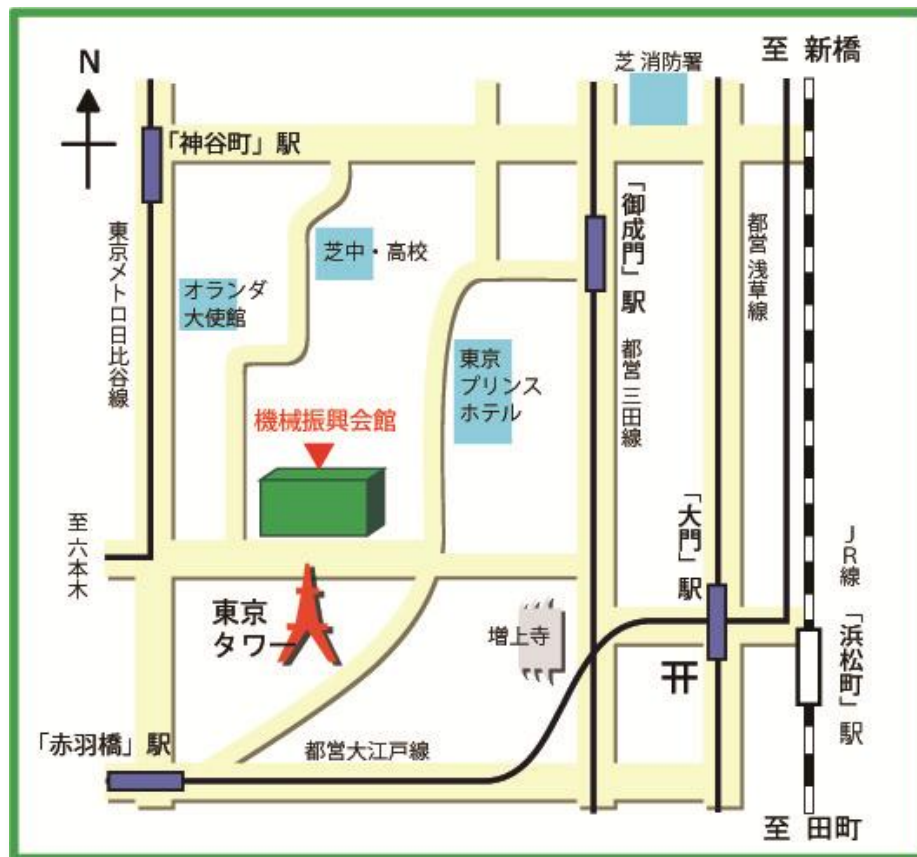 至 新橋
芝 消防署
N
「神谷町」駅
「御成門」駅
都営浅草線
東京メトロ日比谷線
芝中・高校
オランダ
大使館
東京
プリンス
ホテル
都営三田線
機械振興会館
「大門」駅
至六本木
JR線
「浜松町」駅
東京
タワー
増上寺
「赤羽橋」駅
都営大江戸線
至 田町